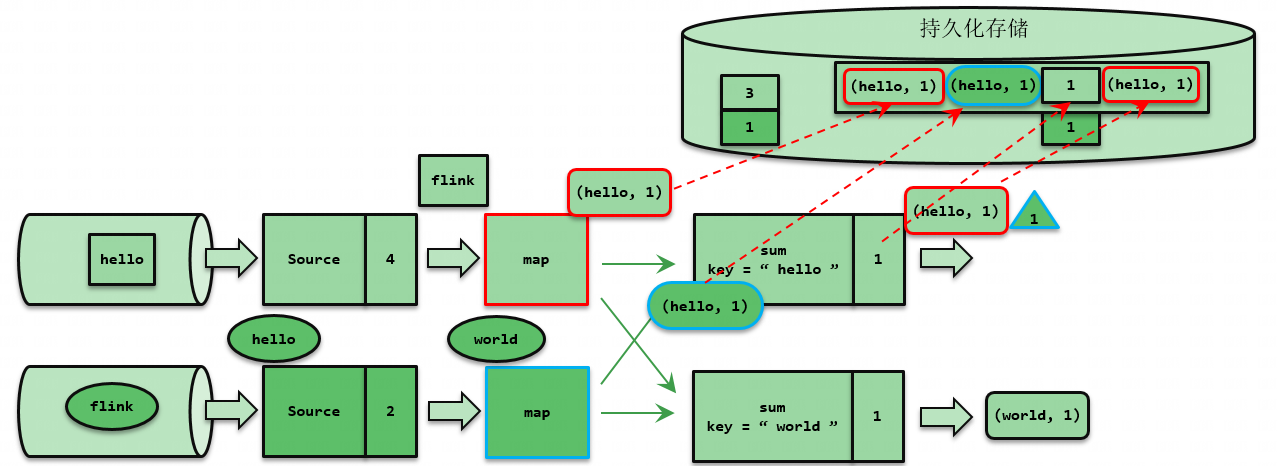 持久化存储
3
(hello, 1)
(hello, 1)
1
(hello, 1)
1
1
flink
(hello, 1)
(hello, 1)
1
hello
Source
4
map
sum
key = “ hello ”
1
(hello, 1)
hello
world
flink
Source
2
map
sum
key = “ world ”
1
(world, 1)